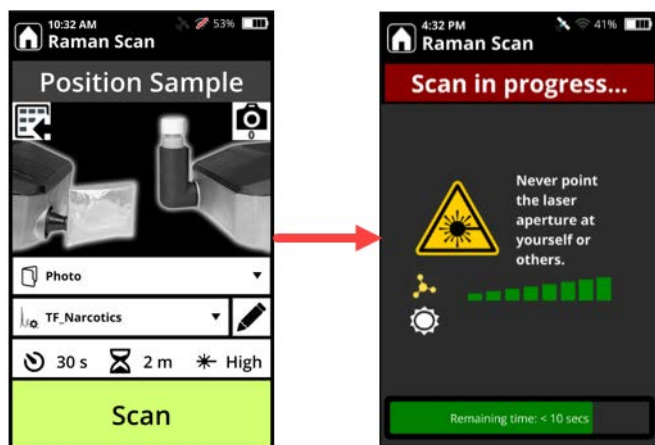 10:32 AM
53%
Raman Scan
Position Sample
0
Photo
TF_Narcotics
30 s
2 m
High
Scan
4:32 PM
41%
Raman Scan
Scan in progress...
Never point
the laser
aperture at
yourself or
others.
Remaining time: < 10 secs